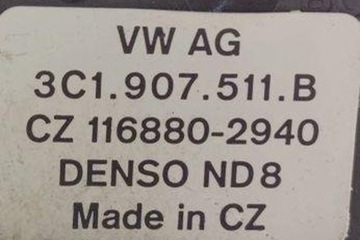 VW AG
3C1.907.511.B
CZ 116880-2940
DENSO ND8
Made in CZ